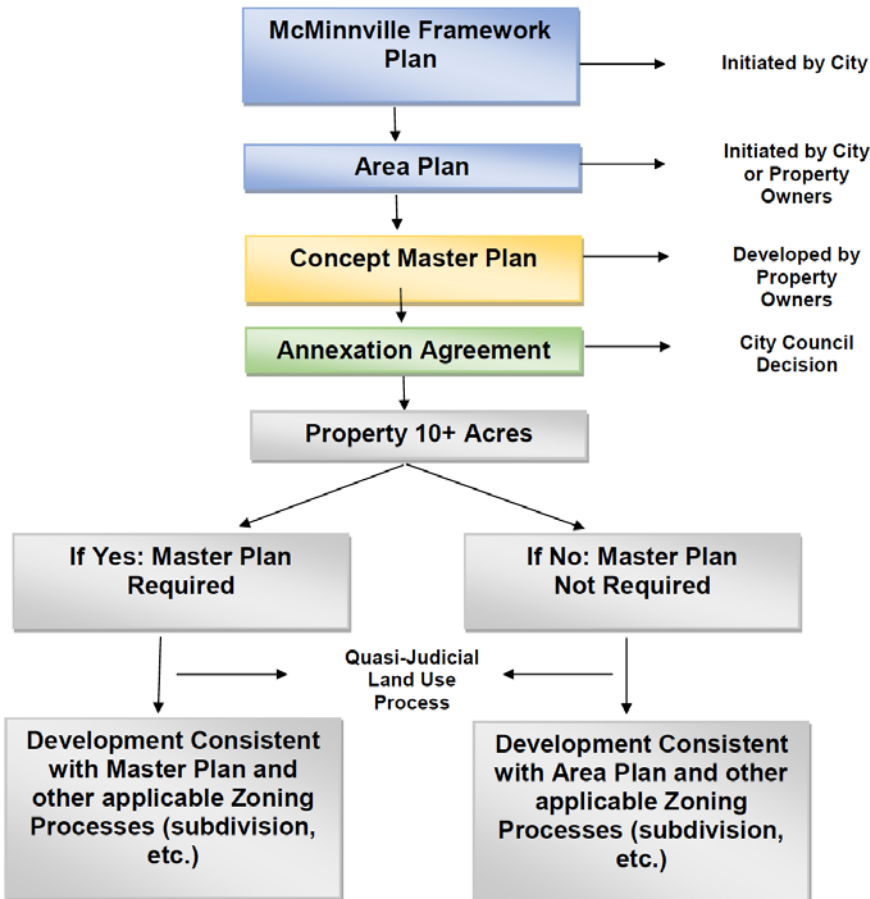 McMinnville Framework
Plan
Initiated by City
Area Plan
Initiated by City
or Property
Owners
Concept Master Plan
Developed by
Property
Owners
Annexation Agreement
City Council
Decision
Property 10+ Acres
If Yes: Master Plan
Required
If No: Master Plan
Not Required
Quasi-Judicial
Land Use
Process
Development Consistent
with Master Plan and
other applicable Zoning
Processes (subdivision,
etc.)
Development Consistent
with Area Plan and other
applicable Zoning
Processes (subdivision,
etc.)